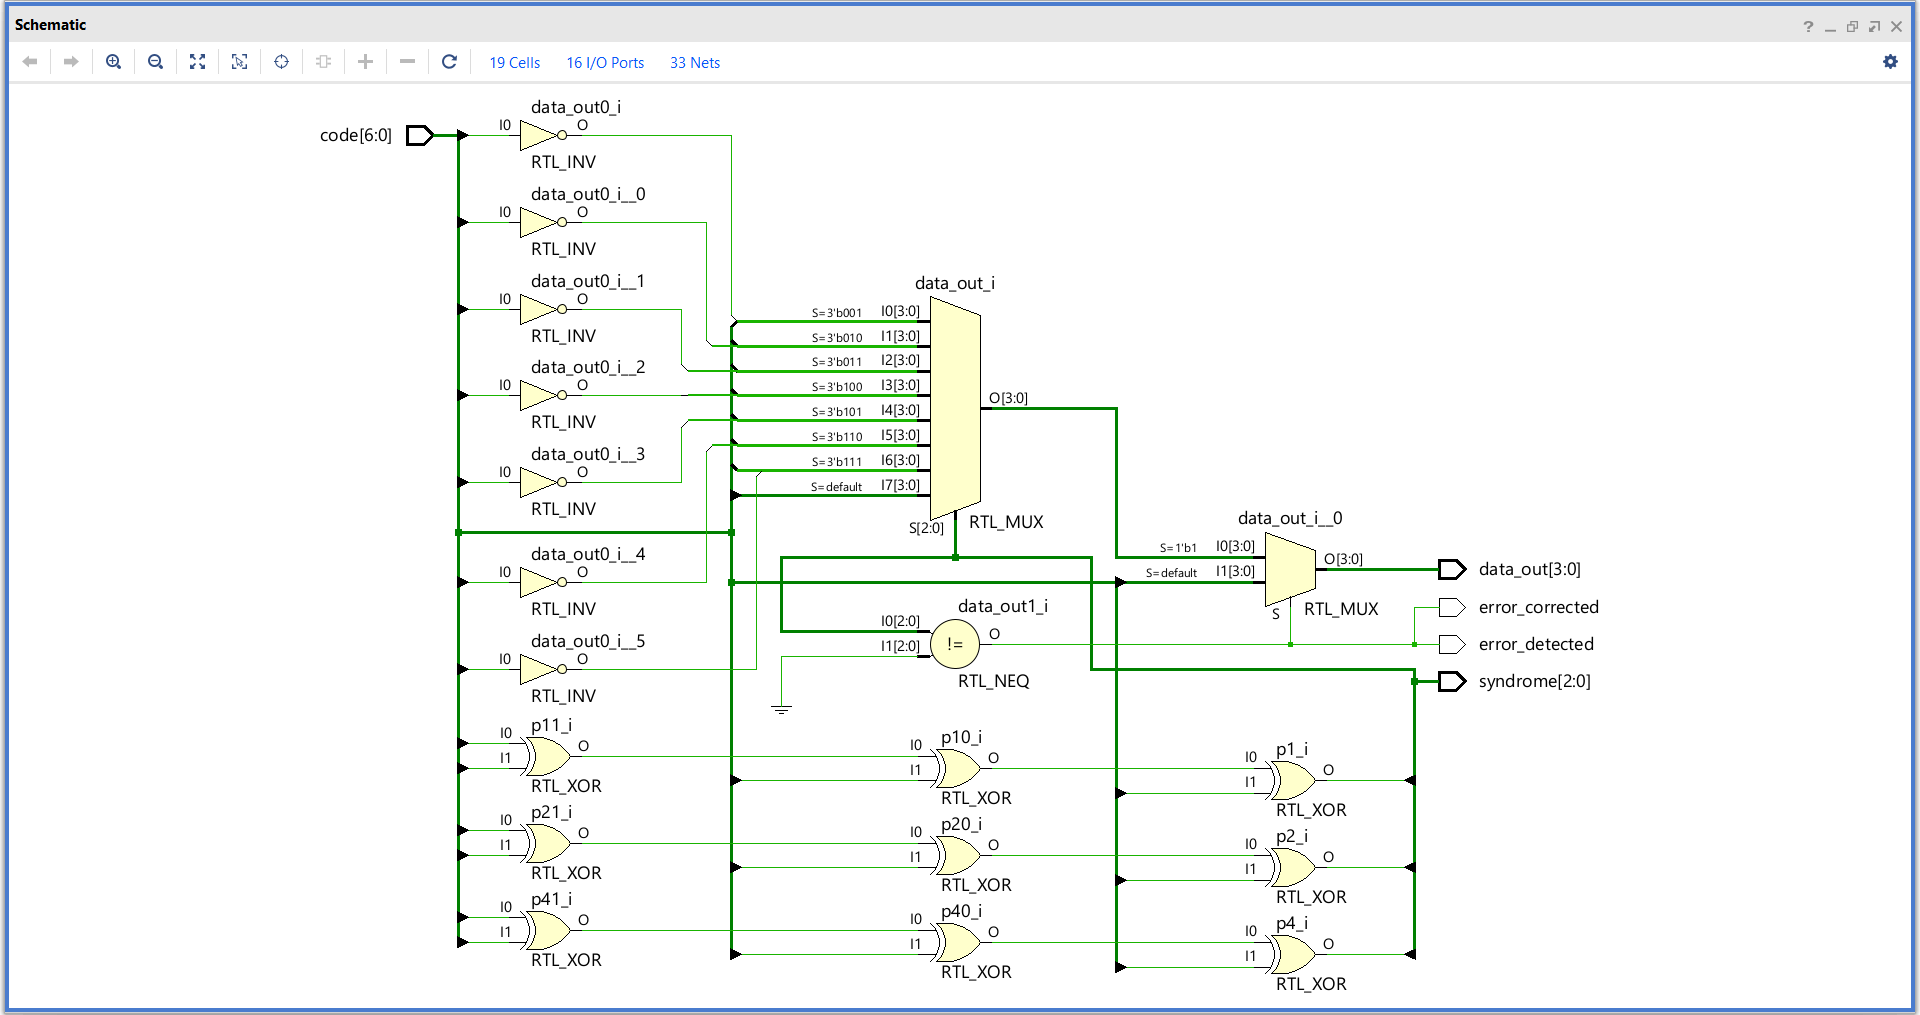 Schematic
?
19 Cells 16 I/O Ports 33 Nets
code[6:0]
data_out0_i
I0 O
RTL_INV
data_out0_i__0
I0 O
RTL_INV
data_out0_i__1
I0 O
RTL_INV
data_out0_i__2
I0 O
RTL_INV
data_out0_i__3
I0 O
RTL_INV
data_out0_i__4
I0 O
RTL_INV
data_out0_i__5
I0 O
RTL_INV
p11_i
I0 O
I1
RTL_XOR
p21_i
I0 O
I1
RTL_XOR
p41_i
I0 O
I1
RTL_XOR
data_out_i
S=3'b001 I0[3:0]
S=3'b010 I1[3:0]
S=3'b011 I2[3:0]
S=3'b100 I3[3:0]
S=3'b101 I4[3:0]
S=3'b110 I5[3:0]
S=3'b111 I6[3:0]
S=default I7[3:0]
O[3:0]
S[2:0]
RTL_MUX
data_out1_i
I0[2:0]
I1[2:0]
!=
O
RTL_NEQ
p10_i
I0 O
I1
RTL_XOR
p20_i
I0 O
I1
RTL_XOR
p40_i
I0 O
I1
RTL_XOR
data_out_i__0
S=1'b1 I0[3:0]
S=default I1[3:0]
O[3:0]
S
RTL_MUX
p1_i
I0 O
I1
RTL_XOR
p2_i
I0 O
I1
RTL_XOR
p4_i
I0 O
I1
RTL_XOR
data_out[3:0]
error_corrected
error_detected
syndrome[2:0]